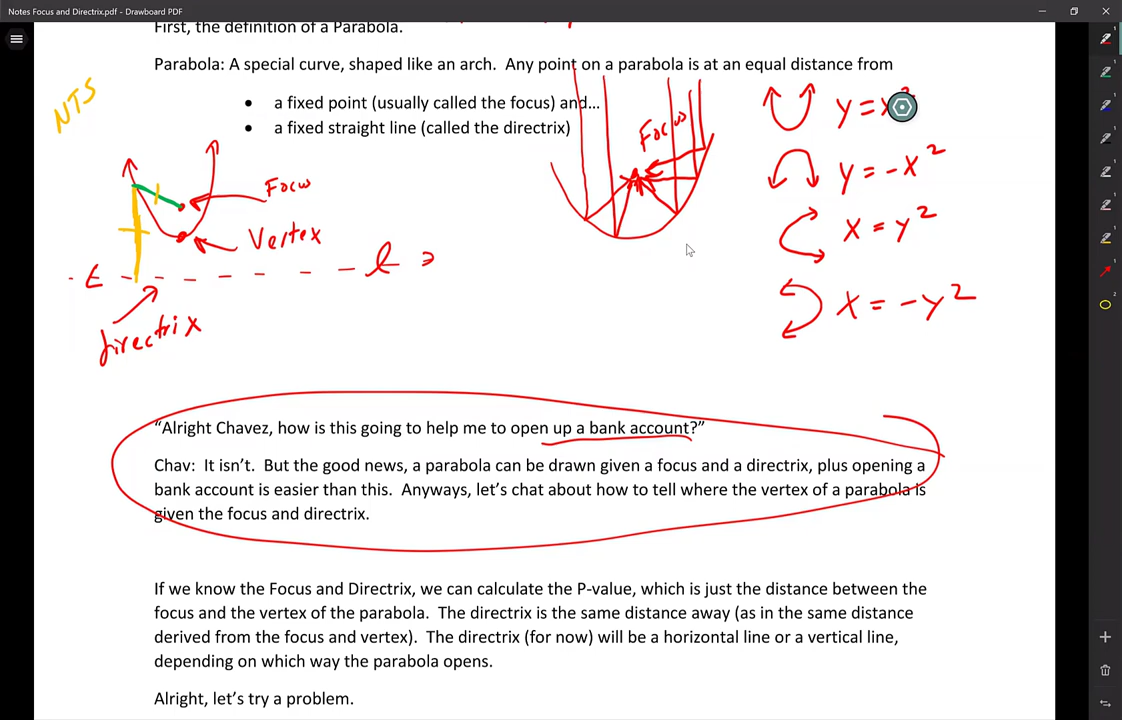 Notes Focus and Directrix.pdf - Drawboard PDF
First, the definition of a Parabola.
Parabola: A special curve, shaped like an arch. Any point on a parabola is at an equal distance from
• a fixed point (usually called the focus) and...
• a fixed straight line (called the directrix)
NTS
Focus
Vertex
directrix
Focus
y = x²
y = -x²
x = y²
x = -y²
“Alright Chavez, how is this going to help me to open up a bank account?”
Chav: It isn’t. But the good news, a parabola can be drawn given a focus and a directrix, plus opening a
bank account is easier than this. Anyways, let’s chat about how to tell where the vertex of a parabola is
given the focus and directrix.
If we know the Focus and Directrix, we can calculate the P-value, which is just the distance between the
focus and the vertex of the parabola. The directrix is the same distance away (as in the same distance
derived from the focus and vertex). The directrix (for now) will be a horizontal line or a vertical line,
depending on which way the parabola opens.
Alright, let’s try a problem.